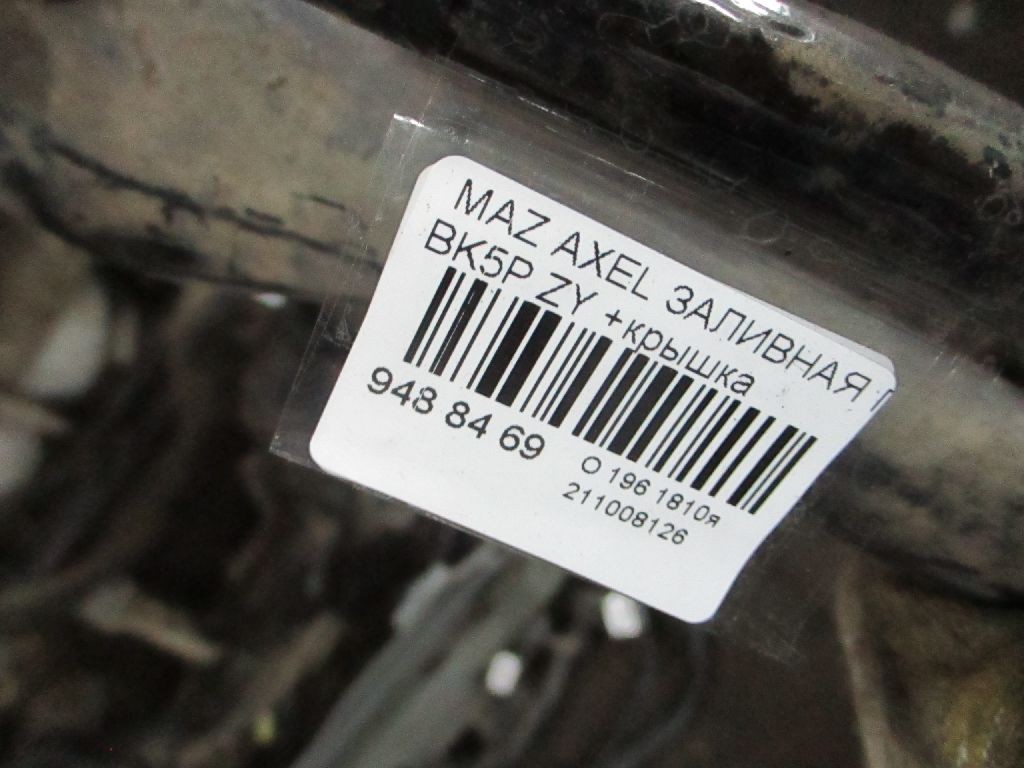 MAZ AXEL ЗАЛИВНАЯ
BK5P ZY +крышка
948 84 69
О 196 1810я
211008126